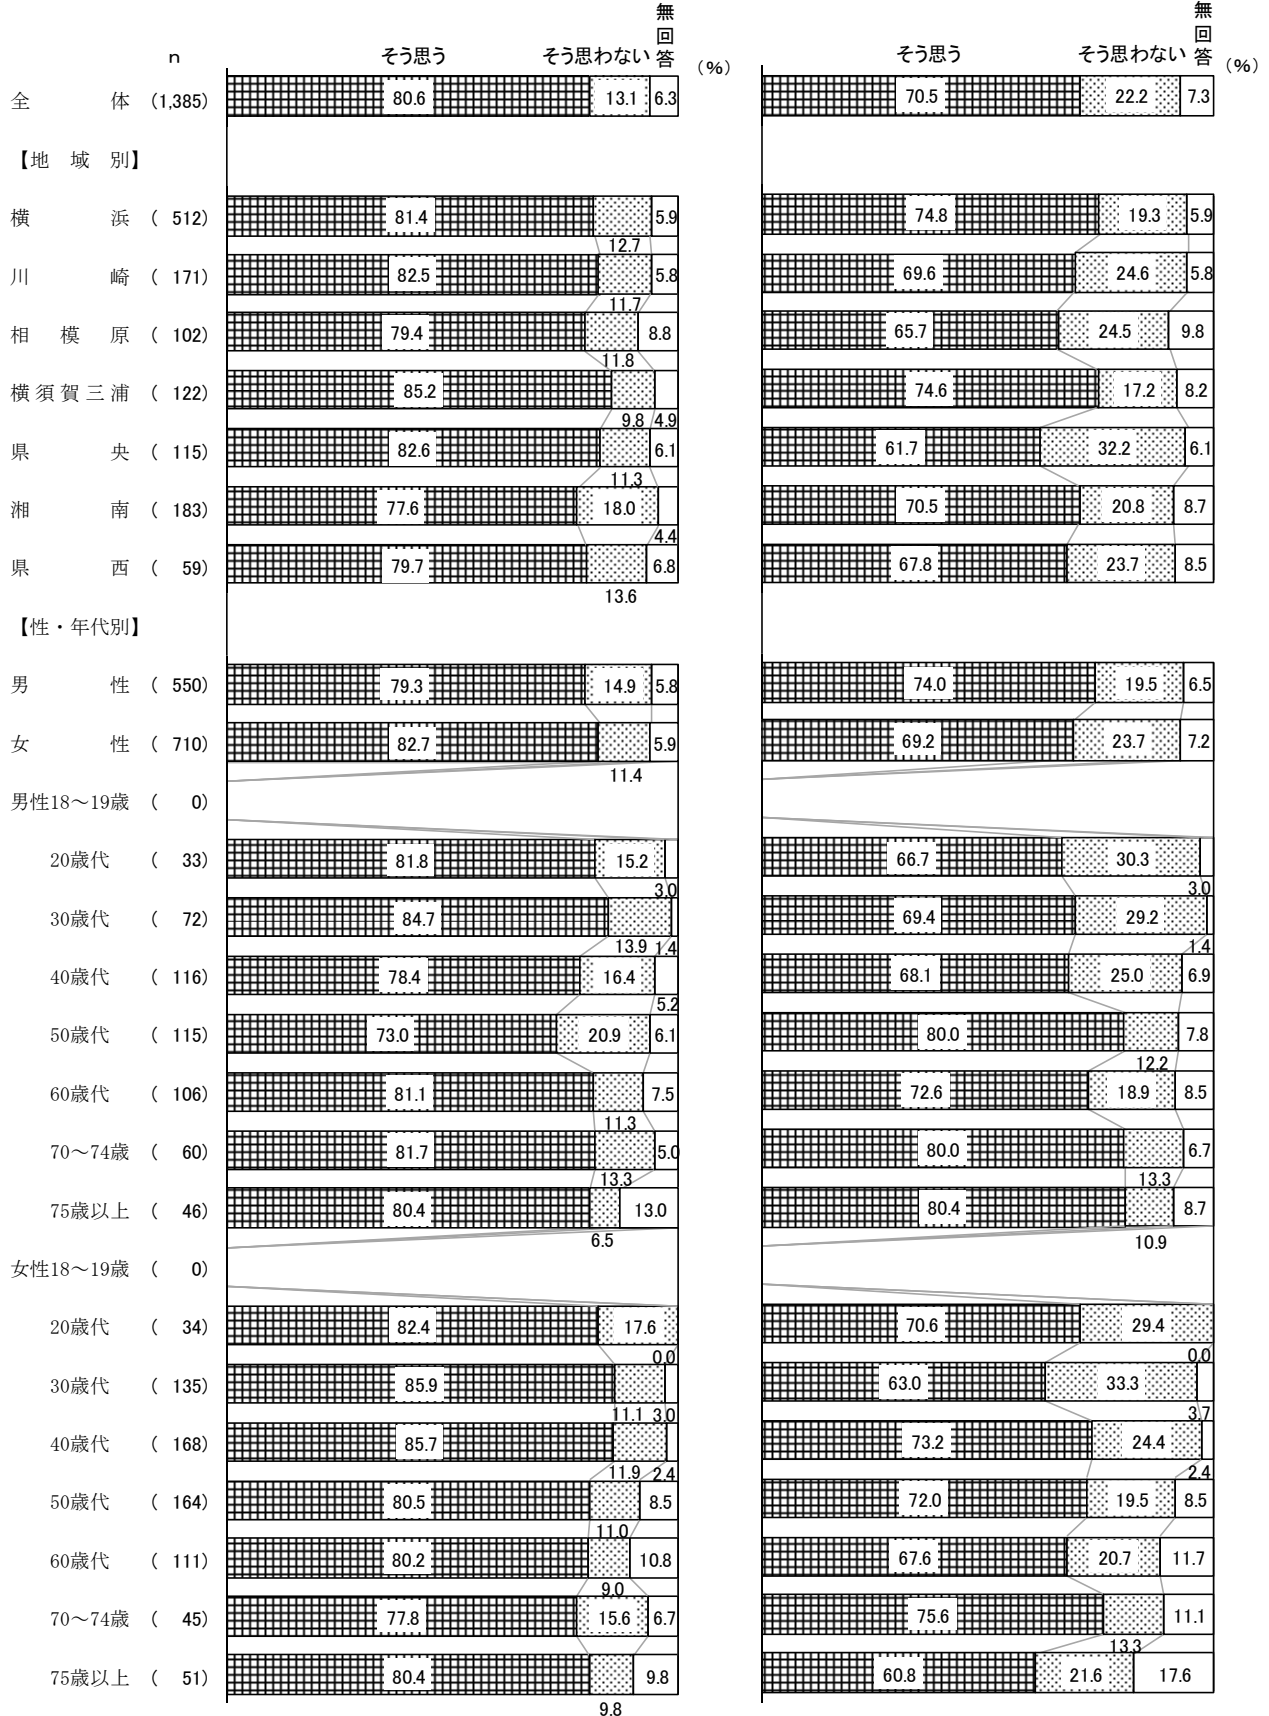 無回答 無回答
n そう思う そう思わない (%) そう思う そう思わない (%)
全体 (1,385) 80.6 13.1 6.3 70.5 22.2 7.3
【地域別】
横浜 ( 512) 81.4 12.7 5.9 74.8 19.3 5.9
川崎 ( 171) 82.5 11.7 5.8 69.6 24.6 5.8
相模原 ( 102) 79.4 11.8 8.8 65.7 24.5 9.8
横須賀三浦 ( 122) 85.2 9.8 4.9 74.6 17.2 8.2
県央 ( 115) 82.6 11.3 6.1 61.7 32.2 6.1
湘南 ( 183) 77.6 18.0 4.4 70.5 20.8 8.7
県西 ( 59) 79.7 13.6 6.8 67.8 23.7 8.5
【性・年代別】
男性 ( 550) 79.3 14.9 5.8 74.0 19.5 6.5
女性 ( 710) 82.7 11.4 5.9 69.2 23.7 7.2
男性18～19歳 ( 0)
20歳代 ( 33) 81.8 15.2 3.0 66.7 30.3 3.0
30歳代 ( 72) 84.7 13.9 1.4 69.4 29.2 1.4
40歳代 ( 116) 78.4 16.4 5.2 68.1 25.0 6.9
50歳代 ( 115) 73.0 20.9 6.1 80.0 12.2 7.8
60歳代 ( 106) 81.1 11.3 7.5 72.6 18.9 8.5
70～74歳 ( 60) 81.7 13.3 5.0 80.0 13.3 6.7
75歳以上 ( 46) 80.4 6.5 13.0 80.4 10.9 8.7
女性18～19歳 ( 0)
20歳代 ( 34) 82.4 17.6 0.0 70.6 29.4 0.0
30歳代 ( 135) 85.9 11.1 3.0 63.0 33.3 3.7
40歳代 ( 168) 85.7 11.9 2.4 73.2 24.4 2.4
50歳代 ( 164) 80.5 11.0 8.5 72.0 19.5 8.5
60歳代 ( 111) 80.2 9.0 10.8 67.6 20.7 11.7
70～74歳 ( 45) 77.8 15.6 6.7 75.6 13.3 11.1
75歳以上 ( 51) 80.4 9.8 9.8 60.8 21.6 17.6